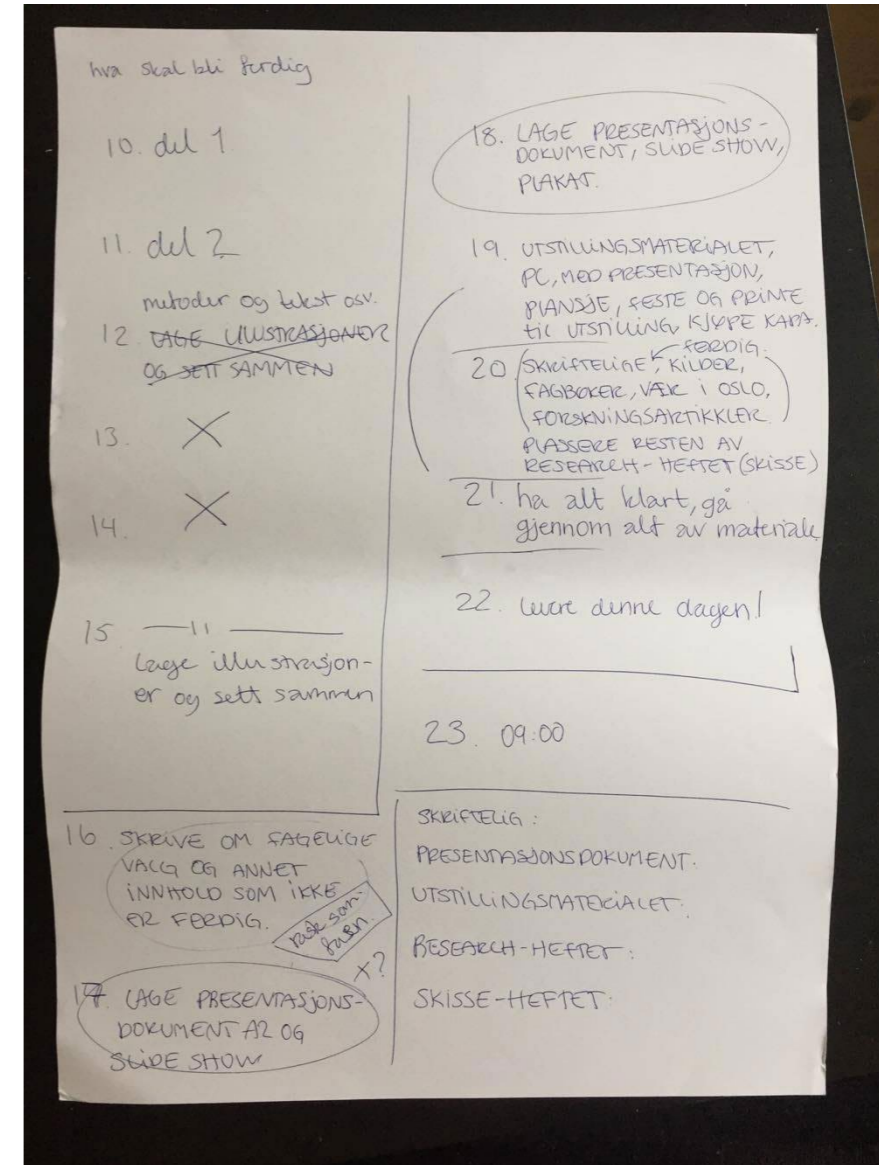 hva skal bli ferdig
10. del 1
11. del 2
metoder og tekst osv.
12 LAGE ILLUSTRASJONER
OG SETT SAMMEN
13. X
14. X
15 —11 ———
Lage illustrasjon-
er og sett sammen
16 SKRIVE OM FAGELIGE
VALG OG ANNET
INNHOLD SOM IKKE
ER FERDIG.
X?
17. LAGE PRESENTASJONS-
DOKUMENT A2 OG
SLIDE SHOW
18. LAGE PRESENTASJONS-
DOKUMENT, SLIDE SHOW,
PLAKAT.
19. UTSTILLINGSMATERIALET,
PC, MED PRESENTASJON,
PLANSJE, FESTE OG PRINTE
til UTSTILLING, KJØPE KAPA.
FERDIG.
20 SKRIFTELIGE, KILDER,
FAGBØKER, VÆR i OSLO,
FORSKNINGSARTIKKLER.
PLASSERE RESTEN AV
RESEARCH-HEFTET (SKISSE)
21. ha alt klart, gå
gjennom alt av materiale.
22. levere denne dagen!
23. 09:00
SKRIFTELIG:
PRESENTASJONSDOKUMENT:
UTSTILLINGSMATERIALET:
RESEARCH-HEFTET:
SKISSE-HEFTET: